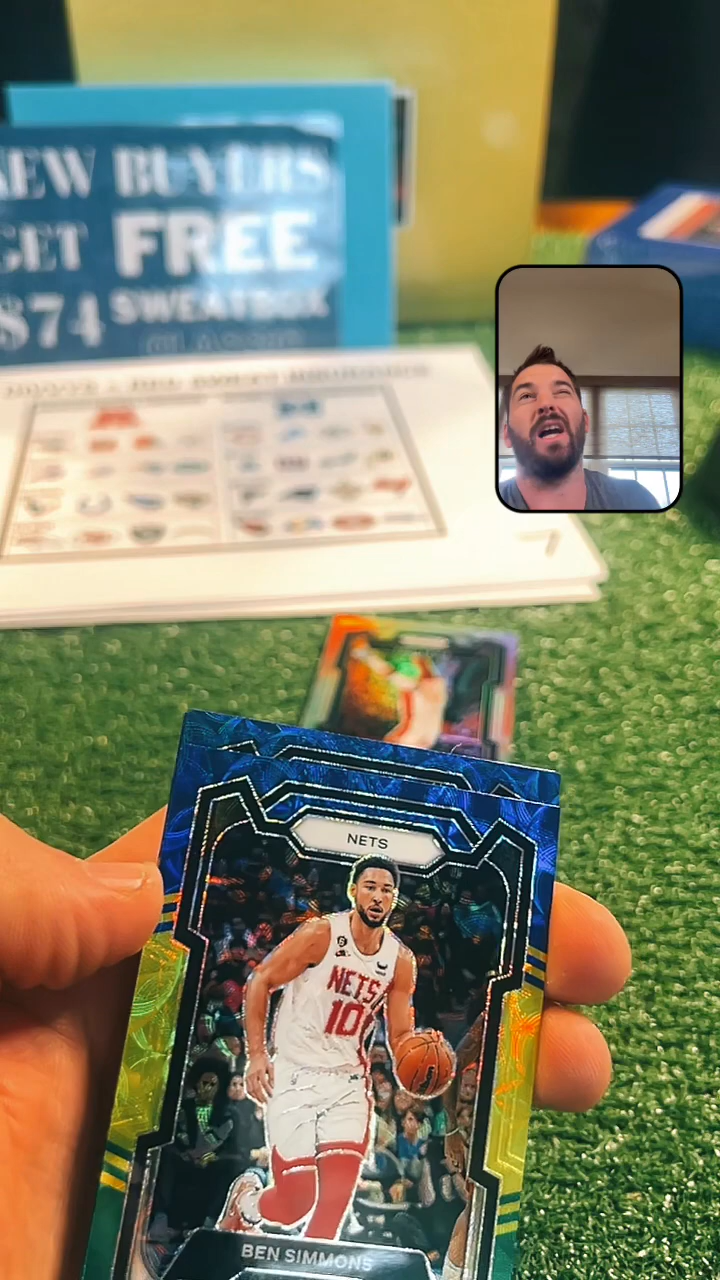 NEW BUYERS
GET FREE
$74 SWEATBOX
NETS
NETS
10
BEN SIMMONS